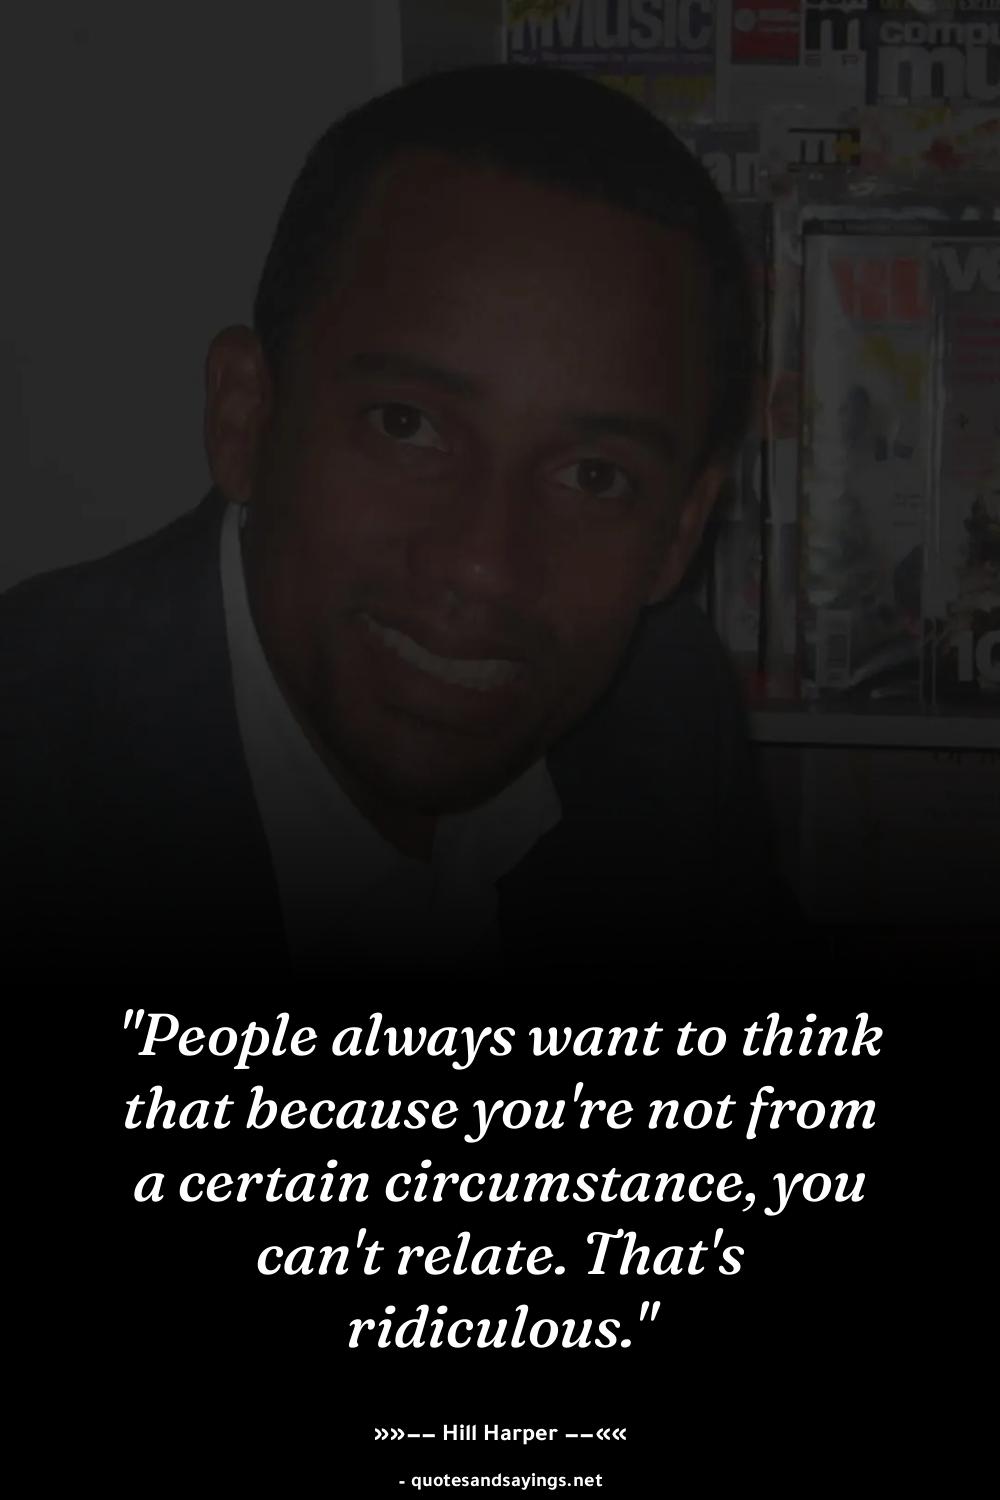 Music
"People always want to think
that because you're not from
a certain circumstance, you
can't relate. That's
ridiculous."
»»–– Hill Harper ––««
- quotesandsayings.net